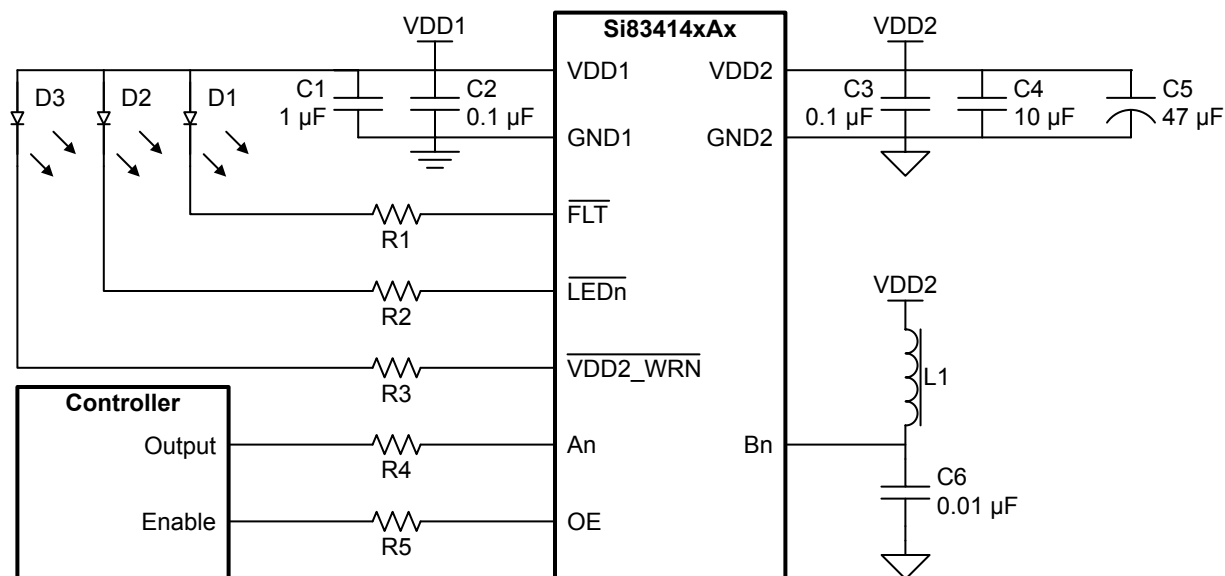 Si83414xAx
VDD1
VDD2
VDD1
VDD2
GND1
GND2
D3
D2
D1
C1
1 µF
C2
0.1 µF
C3
0.1 µF
C4
10 µF
C5
47 µF
FLT
R1
LEDn
R2
VDD2_WRN
R3
VDD2
L1
Controller
Output
R4
An
Bn
C6
0.01 µF
Enable
R5
OE